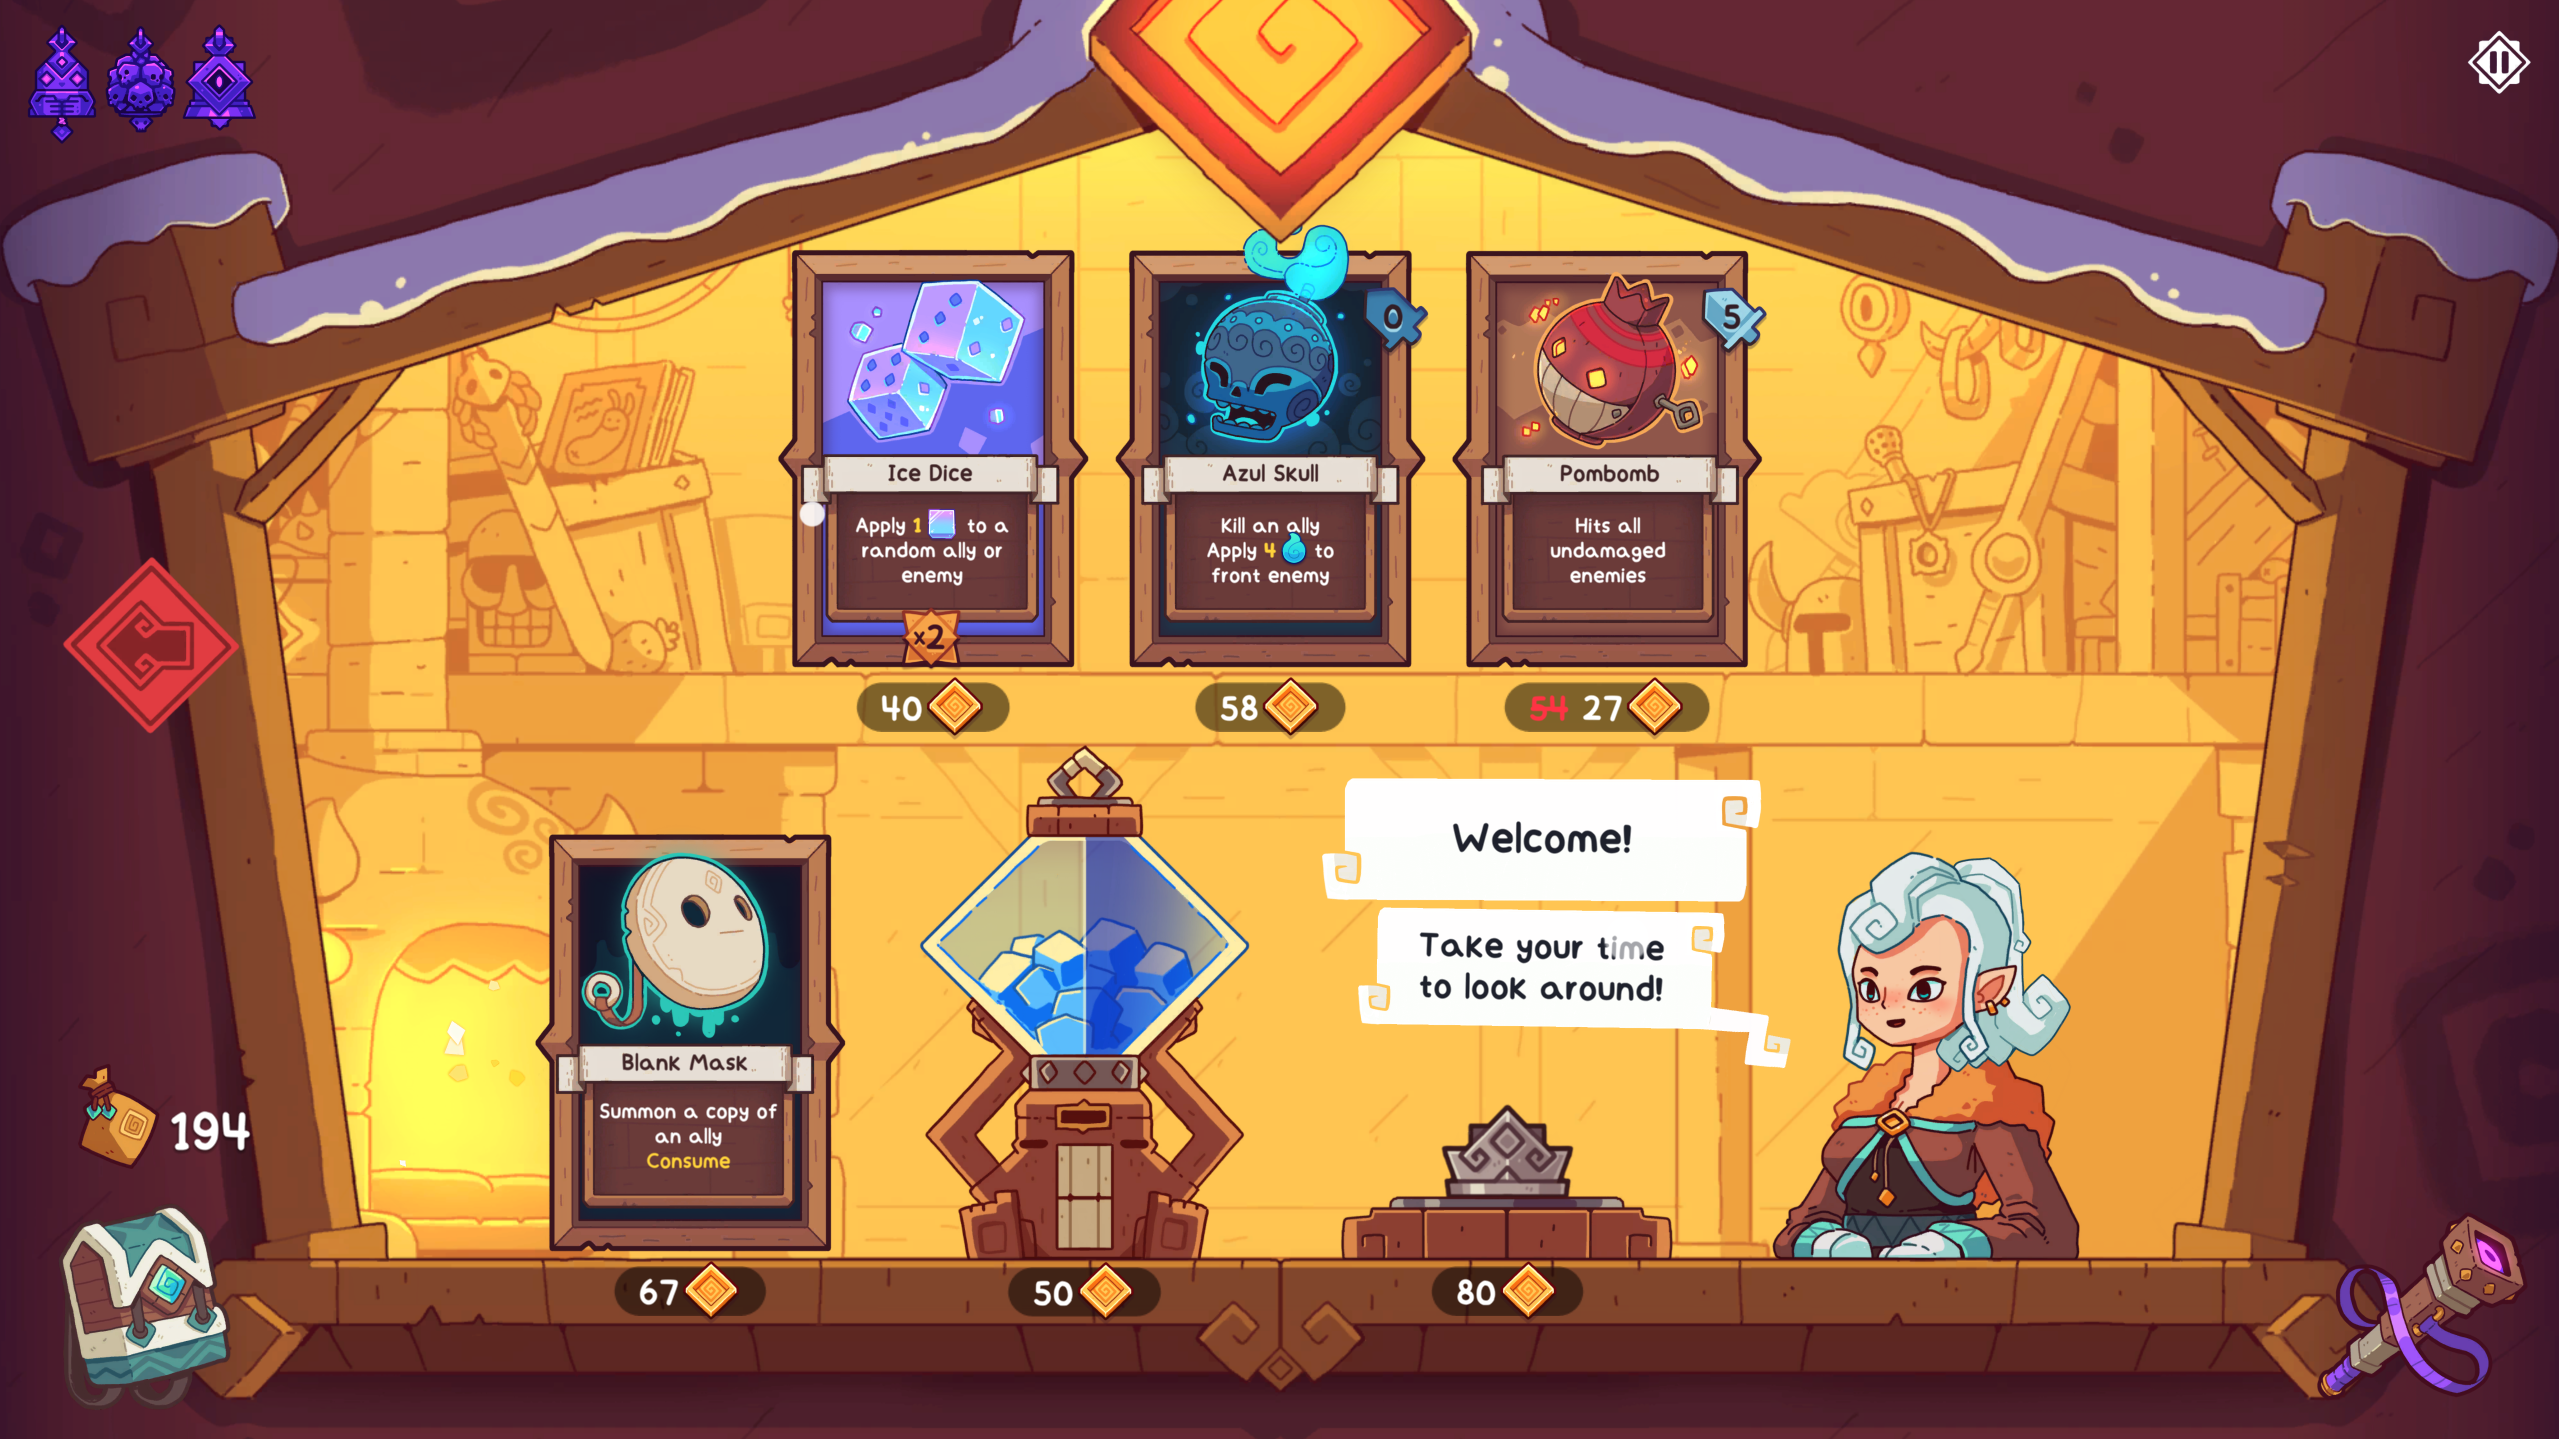 Ice Dice
Apply 1 to a
random ally or
enemy
x2
40
0
Azul Skull
Kill an ally
Apply 4 to
front enemy
58
5
Pombomb
Hits all
undamaged
enemies
54 27
Welcome!
Take your time
to look around!
Blank Mask
Summon a copy of
an ally
Consume
67
50
80
194